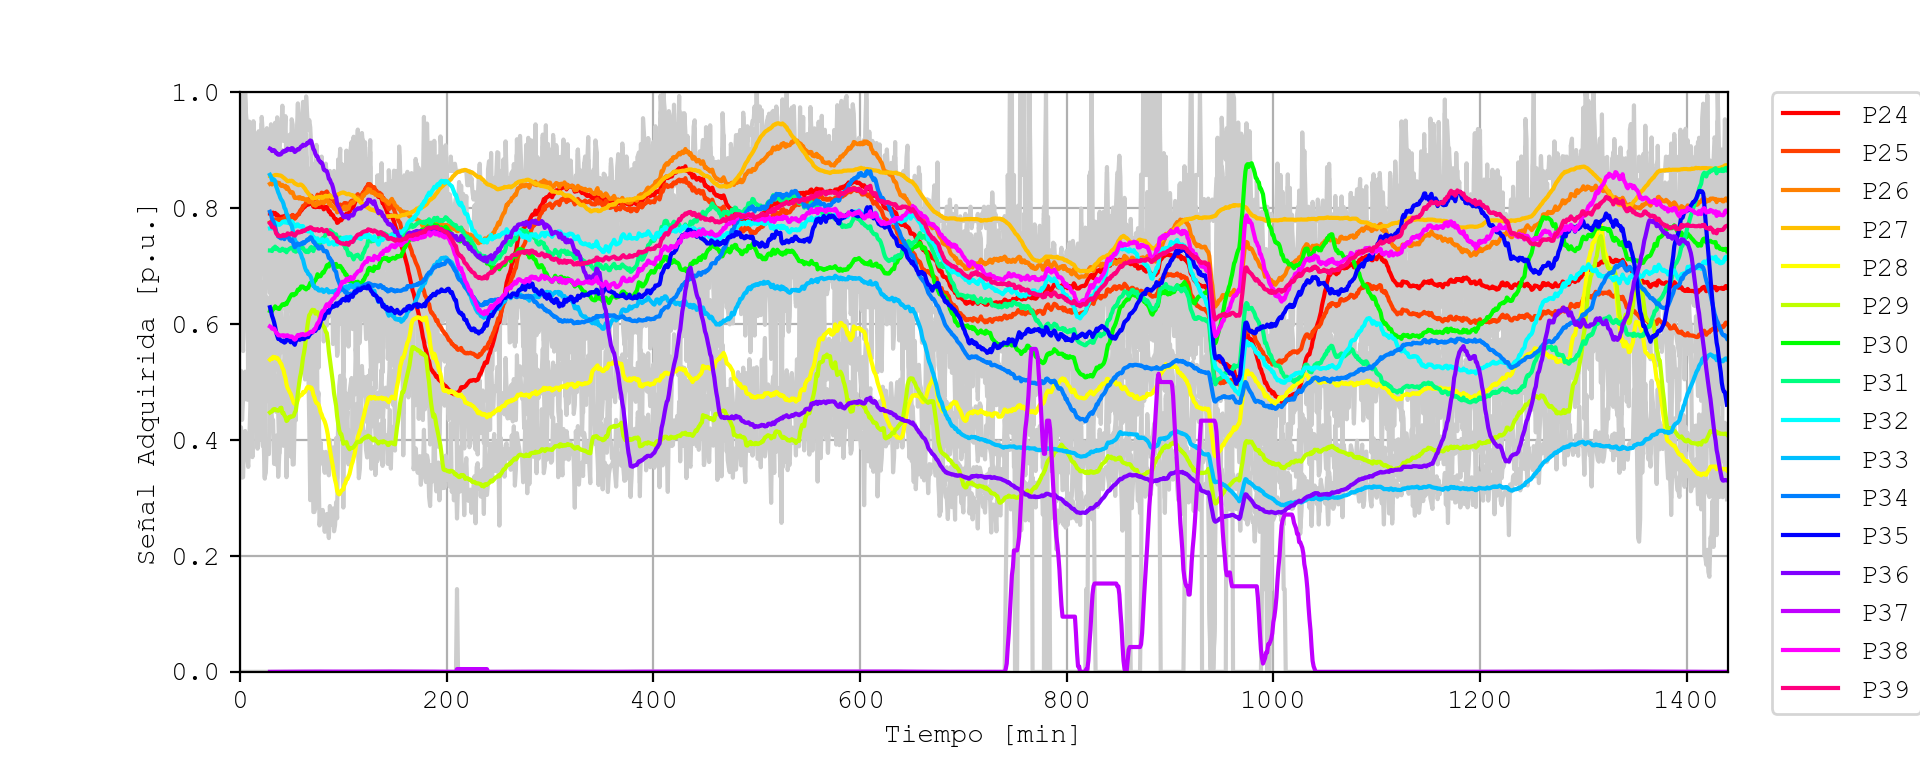 1.0
0.8
0.6
0.4
0.2
0.0
Señal Adquirida [p.u.]
0 200 400 600 800 1000 1200 1400
Tiempo [min]
P24
P25
P26
P27
P28
P29
P30
P31
P32
P33
P34
P35
P36
P37
P38
P39